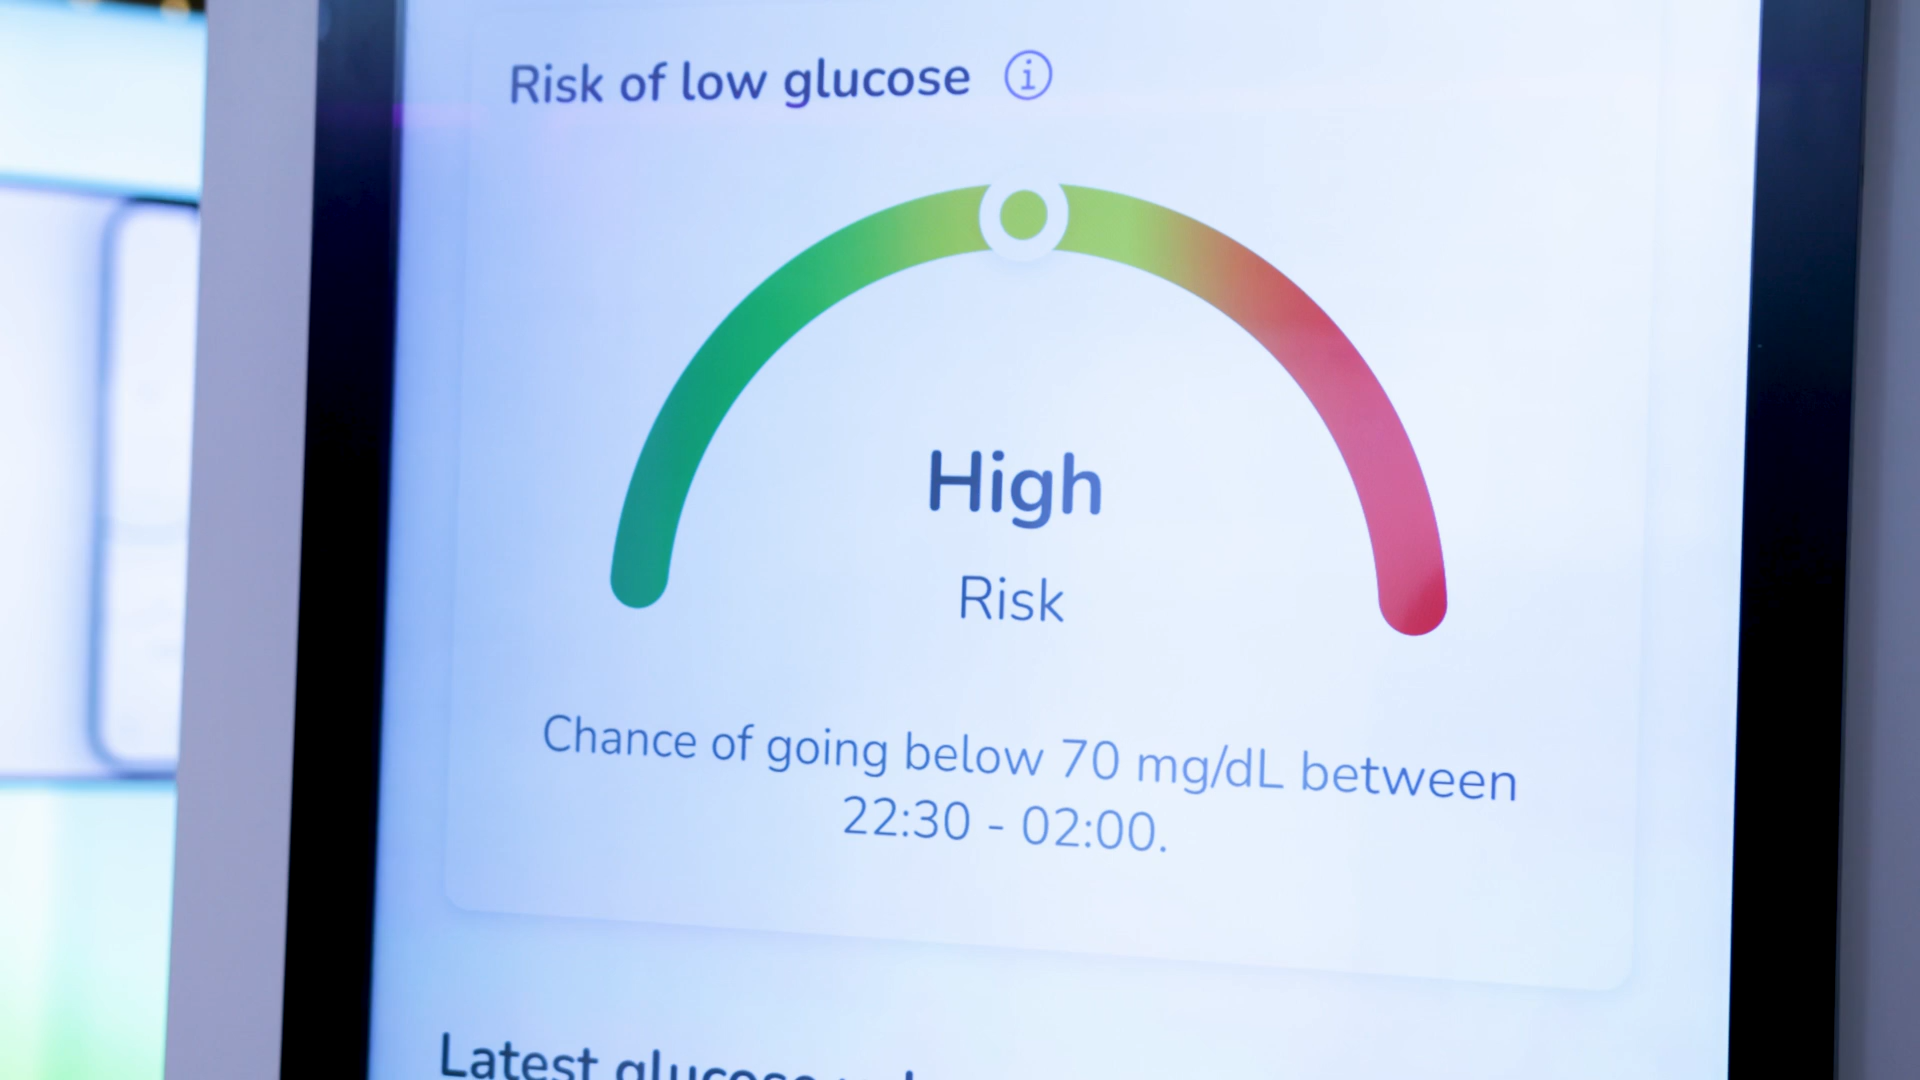 Risk of low glucose
High
Risk
Chance of going below 70 mg/dL between
22:30 - 02:00.
Latest glucose